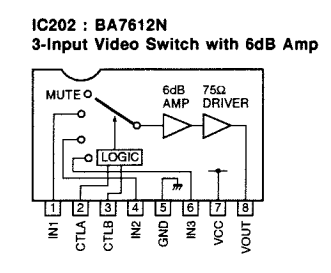 IC202 : BA7612N
3-Input Video Switch with 6dB Amp
MUTE
6dB AMP
75Ω DRIVER
LOGIC
1 2 3 4 5 6 7 8
IN1 CTLA CTLB IN2 GND IN3 VCC VOUT